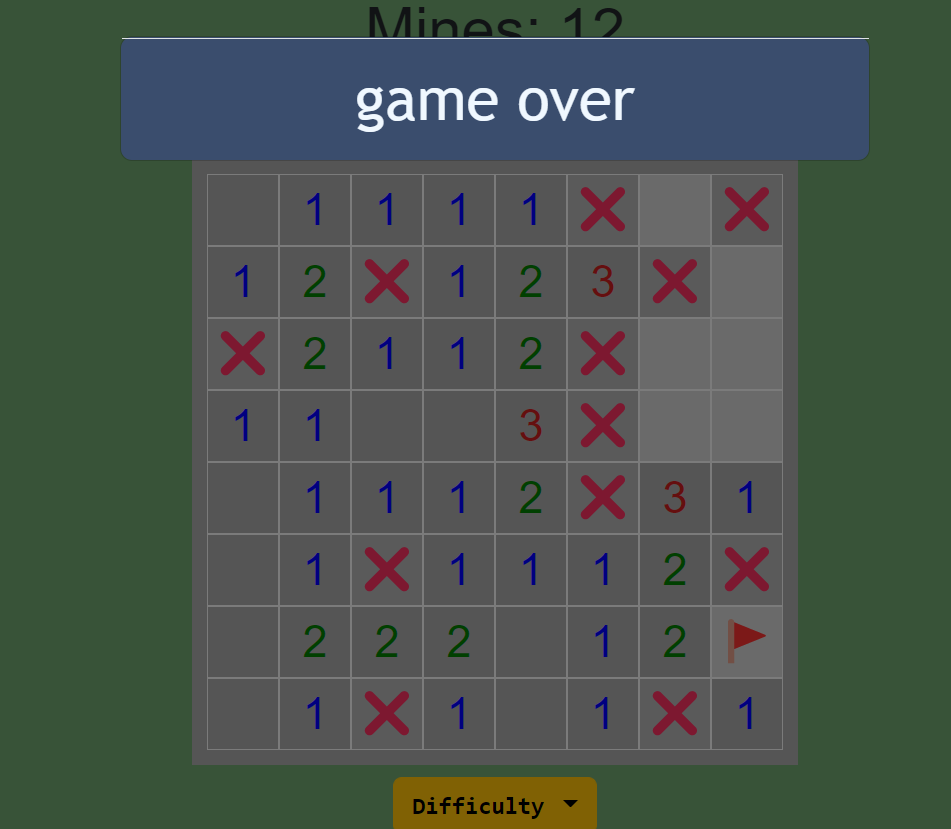 Mines: 12
game over
1 1 1 1
1 2 1 2 3
2 1 1 2
1 1 3
1 1 1 2 3 1
1 1 1 1 2
2 2 2 1 2
1 1 1 1
Difficulty